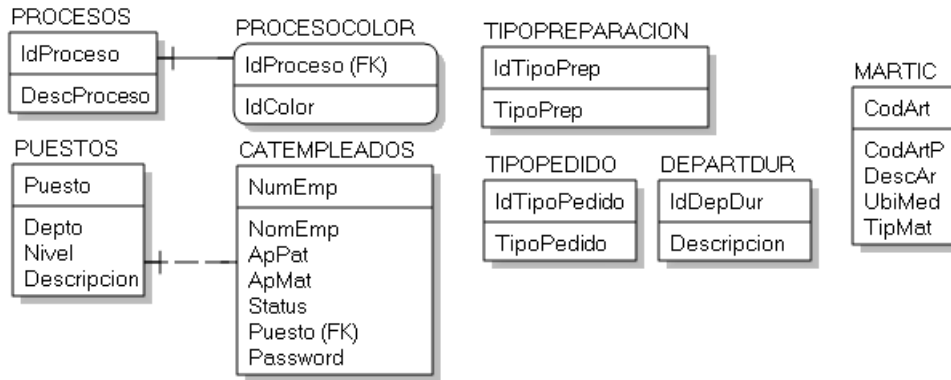 PROCESOS
IdProceso
DescProceso
PROCESOCOLOR
IdProceso (FK)
IdColor
TIPOPREPARACION
IdTipoPrep
TipoPrep
MARTIC
CodArt
CodArtP
DescAr
UbiMed
TipMat
PUESTOS
Puesto
Depto
Nivel
Descripcion
CATEMPLEADOS
NumEmp
NomEmp
ApPat
ApMat
Status
Puesto (FK)
Password
TIPOPEDIDO
IdTipoPedido
TipoPedido
DEPARTDUR
IdDepDur
Descripcion